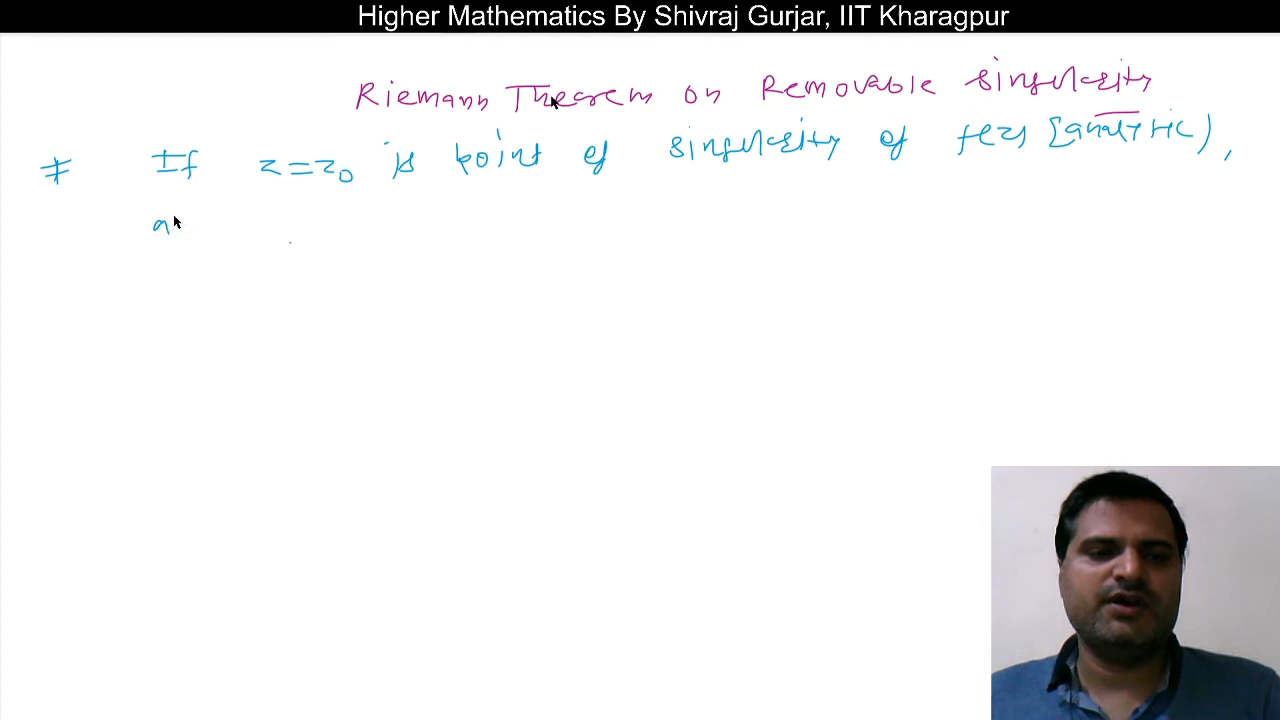 Higher Mathematics By Shivraj Gurjar, IIT Kharagpur
Riemann Theorem on Removable singularity
* If z=z0 is point of singularity of f(z) [analytic),
a